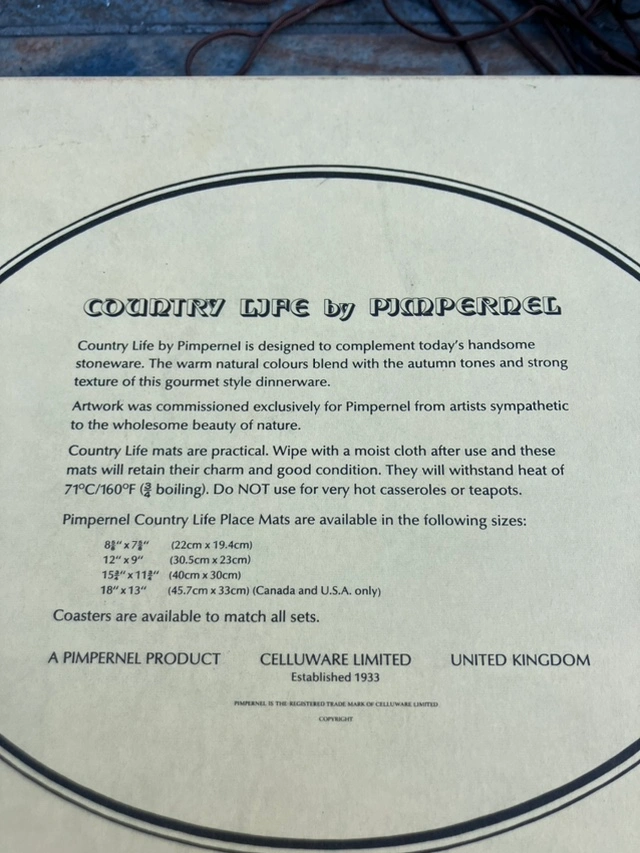 COUNTRY LIFE by PIMPERNEL
Country Life by Pimpernel is designed to complement today's handsome
stoneware. The warm natural colours blend with the autumn tones and strong
texture of this gourmet style dinnerware.
Artwork was commissioned exclusively for Pimpernel from artists sympathetic
to the wholesome beauty of nature.
Country Life mats are practical. Wipe with a moist cloth after use and these
mats will retain their charm and good condition. They will withstand heat of
71°C/160°F (¾ boiling). Do NOT use for very hot casseroles or teapots.
Pimpernel Country Life Place Mats are available in the following sizes:
(22cm x 19.4cm)
12" x 9" (30.5cm x 23cm)
15¾" x 11¾" (40cm x 30cm)
18" x 13" (45.7cm x 33cm) (Canada and U.S.A. only)
Coasters are available to match all sets.
A PIMPERNEL PRODUCT CELLUWARE LIMITED UNITED KINGDOM
Established 1933
PIMPERNEL IS THE REGISTERED TRADE MARK OF CELLUWARE LIMITED
COPYRIGHT